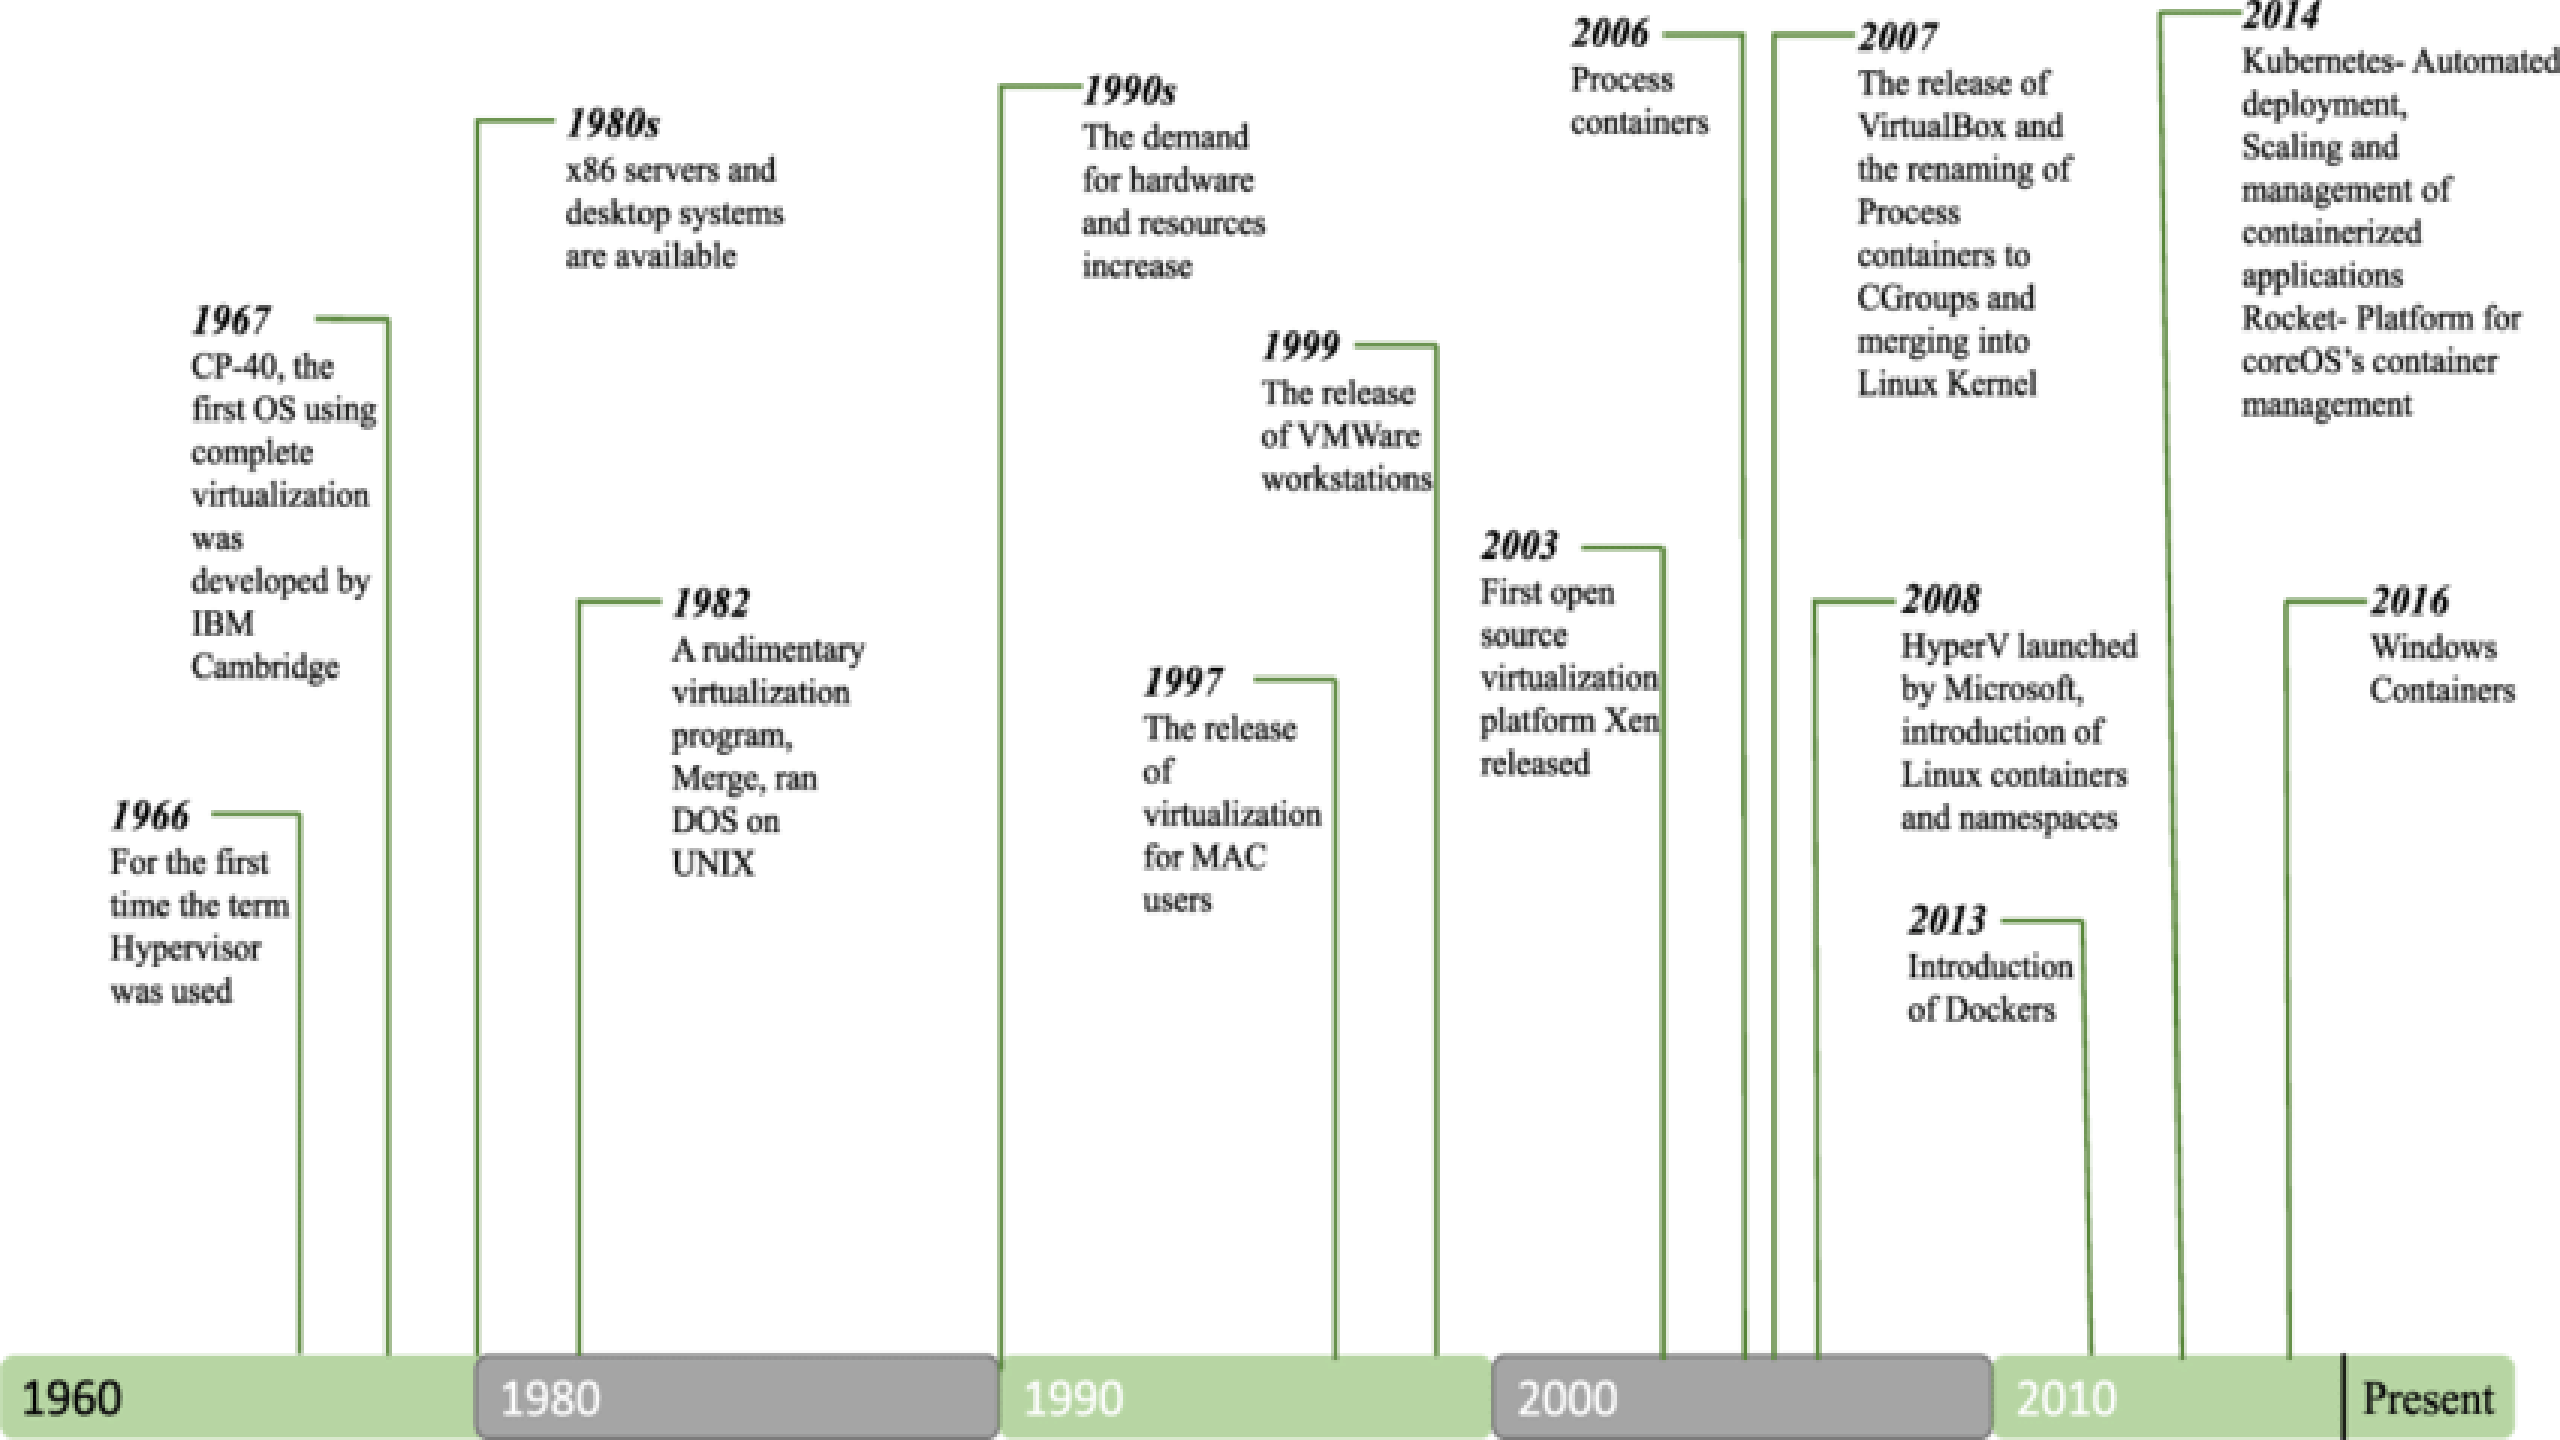 1966
For the first
time the term
Hypervisor
was used
1967
CP-40, the
first OS using
complete
virtualization
was
developed by
IBM
Cambridge
1980s
x86 servers and
desktop systems
are available
1982
A rudimentary
virtualization
program,
Merge, ran
DOS on
UNIX
1990s
The demand
for hardware
and resources
increase
1997
The release
of
virtualization
for MAC
users
1999
The release
of VMWare
workstations
2003
First open
source
virtualization
platform Xen
released
2006
Process
containers
2007
The release of
VirtualBox and
the renaming of
Process
containers to
CGroups and
merging into
Linux Kernel
2008
HyperV launched
by Microsoft,
introduction of
Linux containers
and namespaces
2013
Introduction
of Dockers
2014
Kubernetes- Automated
deployment,
Scaling and
management of
containerized
applications
Rocket- Platform for
coreOS's container
management
2016
Windows
Containers
1960
1980
1990
2000
2010
Present